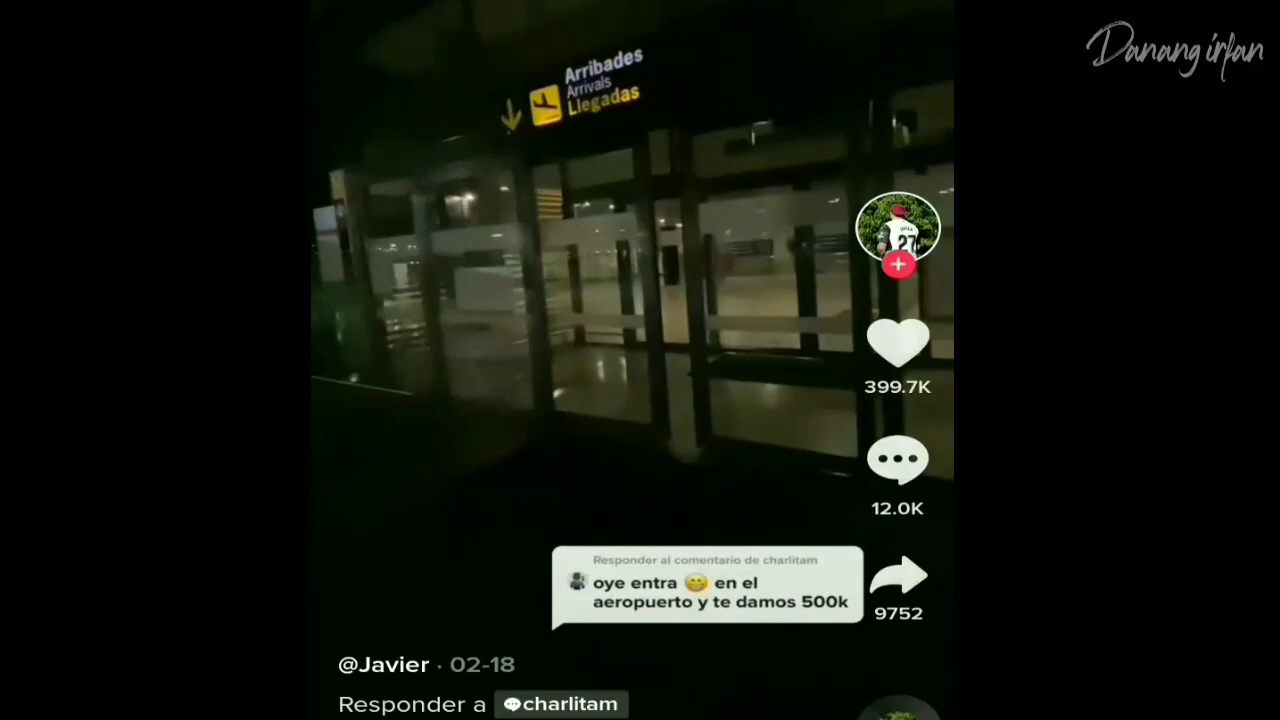 Danang irfan
Arribades
Arrivals
Llegadas
27
399.7K
12.0K
Responder al comentario de charlitam
oye entra 😁 en el
aeropuerto y te damos 500k
9752
@Javier · 02-18
Responder a charlitam